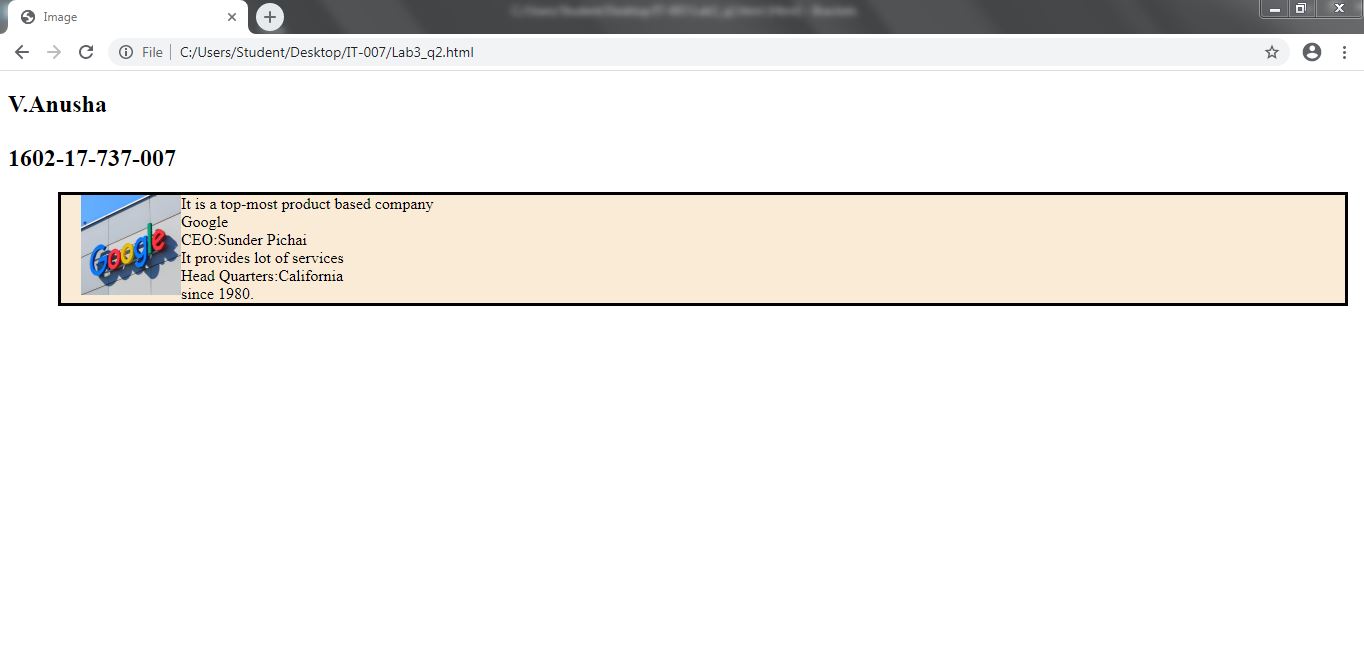 Image
File
C:/Users/Student/Desktop/IT-007/Lab3_q2.html
V.Anusha
1602-17-737-007
Google
It is a top-most product based company
Google
CEO:Sunder Pichai
It provides lot of services
Head Quarters:California
since 1980.